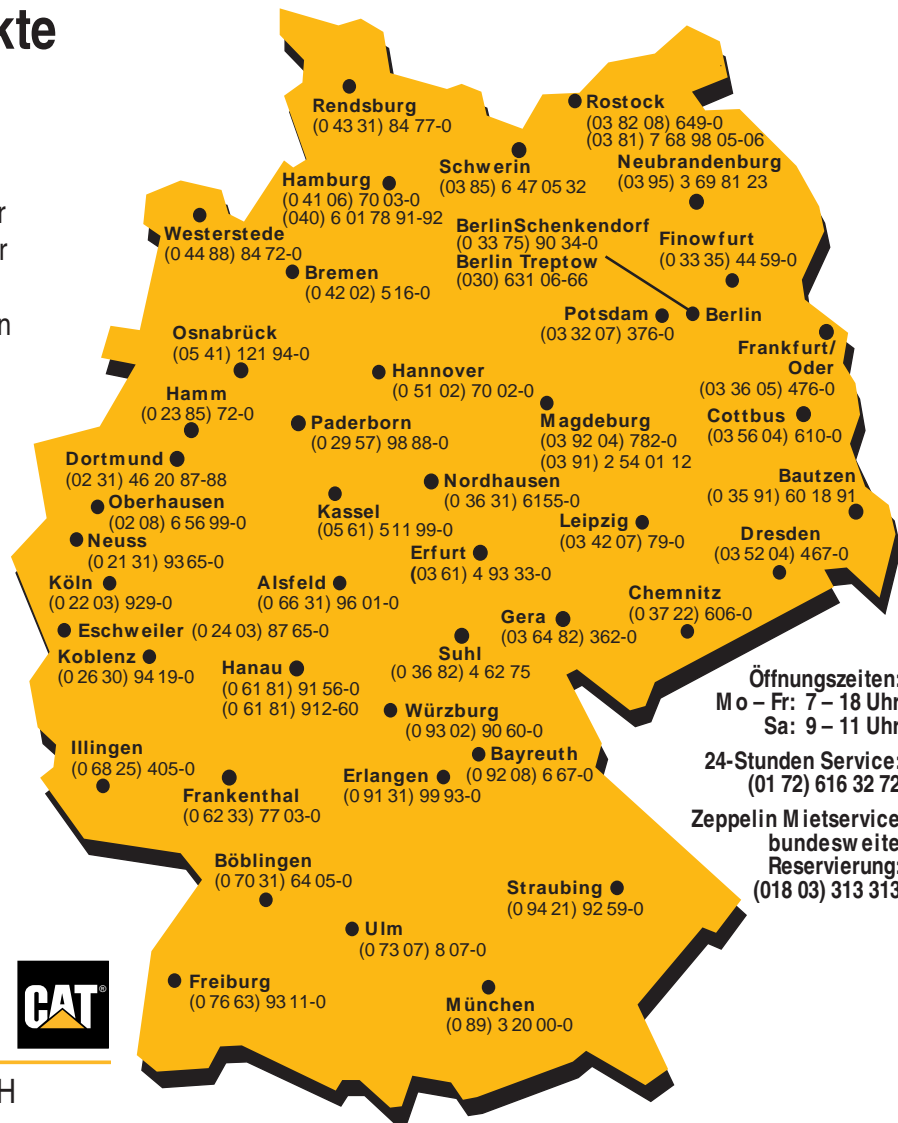 kte
Rendsburg
(0 43 31) 84 77-0
Rostock
(03 82 08) 649-0
(03 81) 7 68 98 05-06
Schwerin
(03 85) 6 47 05 32
Neubrandenburg
(03 95) 3 69 81 23
Hamburg
(0 41 06) 70 03-0
(040) 6 01 78 91-92
r
r
n
Westerstede
(0 44 88) 84 72-0
Bremen
(0 42 02) 516-0
BerlinSchenkendorf
(0 33 75) 90 34-0
Berlin Treptow
(030) 631 06-66
Finowfurt
(0 33 35) 44 59-0
Potsdam
(03 32 07) 376-0
Berlin
Osnabrück
(05 41) 121 94-0
Frankfurt/
Oder
(03 36 05) 476-0
Hannover
(0 51 02) 70 02-0
Hamm
(0 23 85) 72-0
Paderborn
(0 29 57) 98 88-0
Magdeburg
(03 92 04) 782-0
(03 91) 2 54 01 12
Cottbus
(03 56 04) 610-0
Dortmund
(02 31) 46 20 87-88
Oberhausen
(02 08) 6 56 99-0
Kassel
(05 61) 511 99-0
Nordhausen
(0 36 31) 6155-0
Bautzen
(0 35 91) 60 18 91
Leipzig
(03 42 07) 79-0
Dresden
(03 52 04) 467-0
Neuss
(0 21 31) 93 65-0
Erfurt
(03 61) 4 93 33-0
Köln
(0 22 03) 929-0
Alsfeld
(0 66 31) 96 01-0
Chemnitz
(0 37 22) 606-0
Gera
(03 64 82) 362-0
Eschweiler (0 24 03) 87 65-0
Suhl
(0 36 82) 4 62 75
Koblenz
(0 26 30) 94 19-0
Hanau
(0 61 81) 91 56-0
(0 61 81) 912-60
Würzburg
(0 93 02) 90 60-0
Bayreuth
(0 92 08) 6 67-0
Illingen
(0 68 25) 405-0
Frankenthal
(0 62 33) 77 03-0
Erlangen
(0 91 31) 99 93-0
Öffnungszeiten:
Mo – Fr: 7 – 18 Uhr
Sa: 9 – 11 Uhr
24-Stunden Service:
(01 72) 616 32 72
Zeppelin Mietservice
bundesweite
Reservierung:
(018 03) 313 313
Böblingen
(0 70 31) 64 05-0
Straubing
(0 94 21) 92 59-0
Ulm
(0 73 07) 8 07-0
Freiburg
(0 76 63) 93 11-0
München
(0 89) 3 20 00-0
CAT®
H